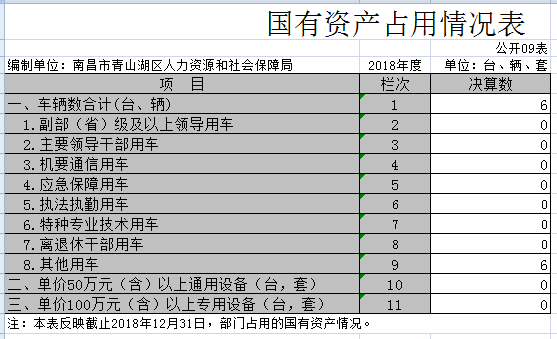 国有资产占用情况表
公开09表
编制单位：南昌市青山湖区人力资源和社会保障局 2018年度 单位：台、辆、套
项 目 栏次 决算数
一、车辆数合计(台、辆) 1 6
1.副部（省）级及以上领导用车 2 0
2.主要领导干部用车 3 0
3.机要通信用车 4 0
4.应急保障用车 5 0
5.执法执勤用车 6 0
6.特种专业技术用车 7 0
7.离退休干部用车 8 0
8.其他用车 9 6
二、单价50万元（含）以上通用设备（台，套） 10 0
三、单价100万元（含）以上专用设备（台，套） 11 0
注：本表反映截止2018年12月31日，部门占用的国有资产情况。